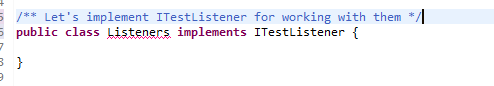 /** Let's implement ITestListener for working with them */
public class Listeners implements ITestListener {
}